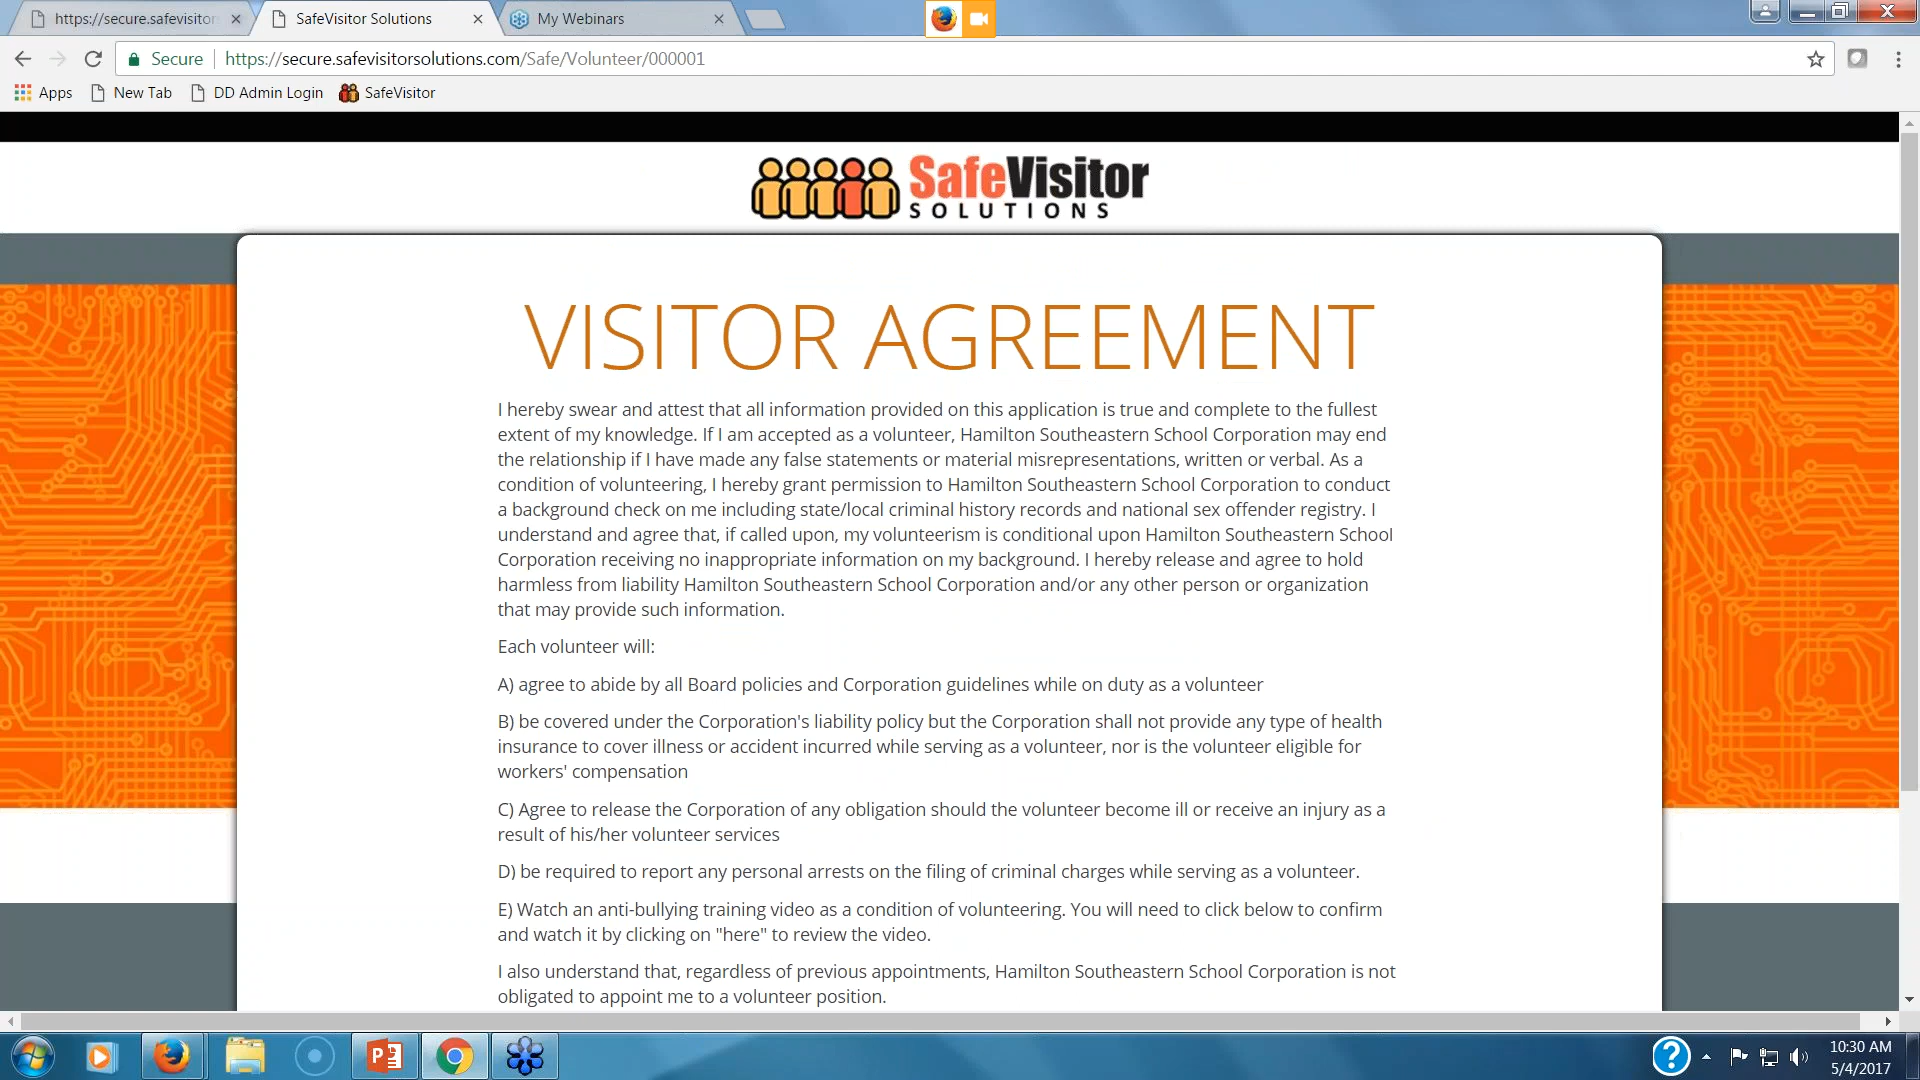 https://secure.safevisitor
SafeVisitor Solutions
My Webinars
Secure
https://secure.safevisitorsolutions.com/Safe/Volunteer/000001
Apps
New Tab
DD Admin Login
SafeVisitor
SafeVisitor
SOLUTIONS
VISITOR AGREEMENT
I hereby swear and attest that all information provided on this application is true and complete to the fullest
extent of my knowledge. If I am accepted as a volunteer, Hamilton Southeastern School Corporation may end
the relationship if I have made any false statements or material misrepresentations, written or verbal. As a
condition of volunteering, I hereby grant permission to Hamilton Southeastern School Corporation to conduct
a background check on me including state/local criminal history records and national sex offender registry. I
understand and agree that, if called upon, my volunteerism is conditional upon Hamilton Southeastern School
Corporation receiving no inappropriate information on my background. I hereby release and agree to hold
harmless from liability Hamilton Southeastern School Corporation and/or any other person or organization
that may provide such information.
Each volunteer will:
A) agree to abide by all Board policies and Corporation guidelines while on duty as a volunteer
B) be covered under the Corporation's liability policy but the Corporation shall not provide any type of health
insurance to cover illness or accident incurred while serving as a volunteer, nor is the volunteer eligible for
workers' compensation
C) Agree to release the Corporation of any obligation should the volunteer become ill or receive an injury as a
result of his/her volunteer services
D) be required to report any personal arrests on the filing of criminal charges while serving as a volunteer.
E) Watch an anti-bullying training video as a condition of volunteering. You will need to click below to confirm
and watch it by clicking on "here" to review the video.
I also understand that, regardless of previous appointments, Hamilton Southeastern School Corporation is not
obligated to appoint me to a volunteer position.
10:30 AM
5/4/2017